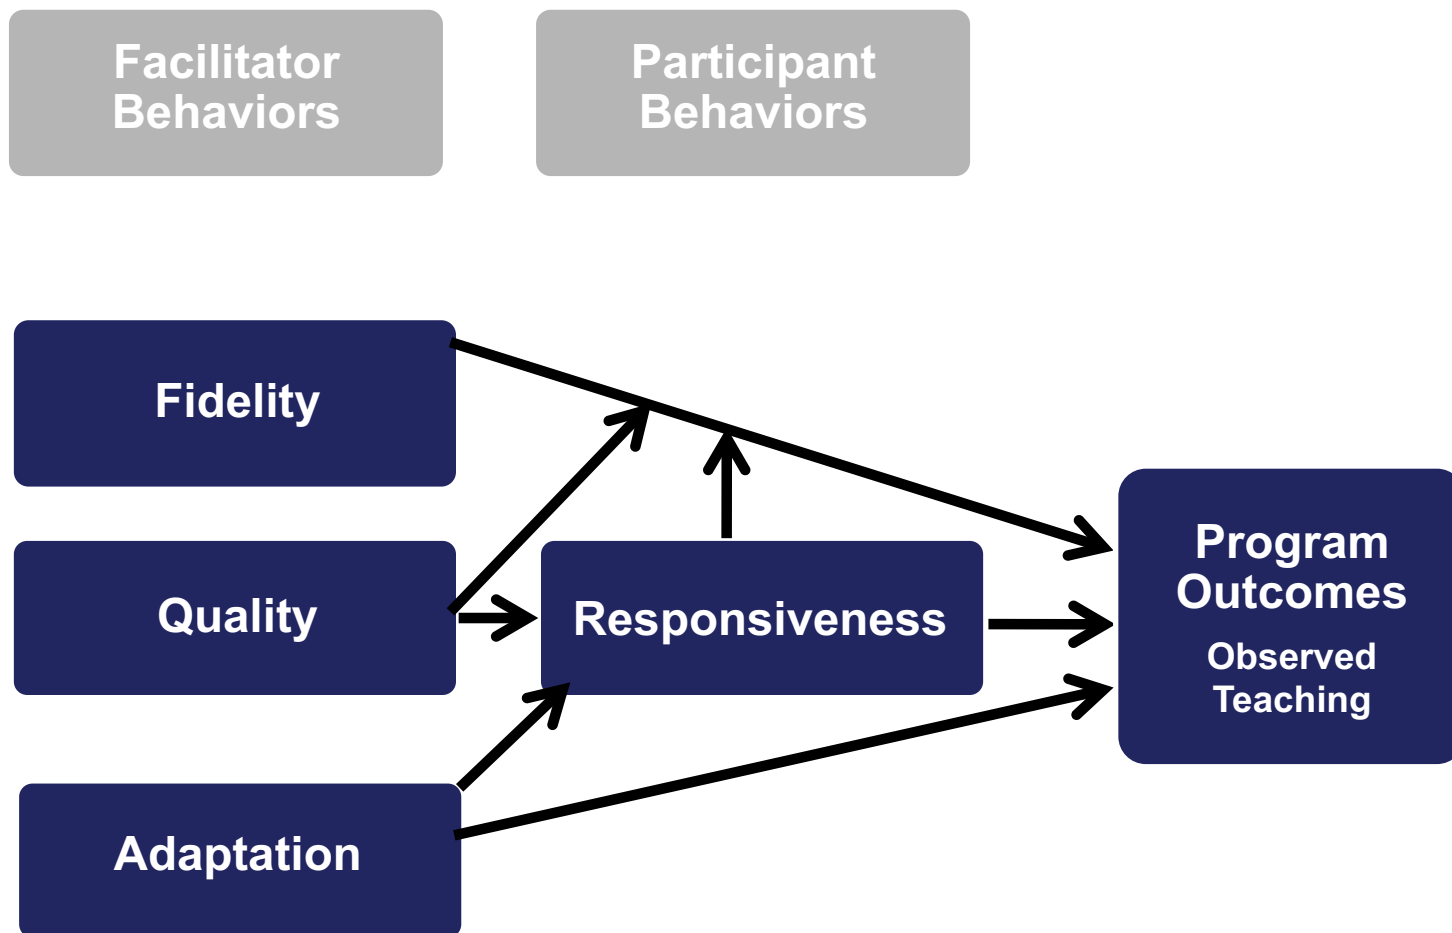 Facilitator
Behaviors
Participant
Behaviors
Fidelity
Quality
Responsiveness
Adaptation
Program
Outcomes
Observed
Teaching